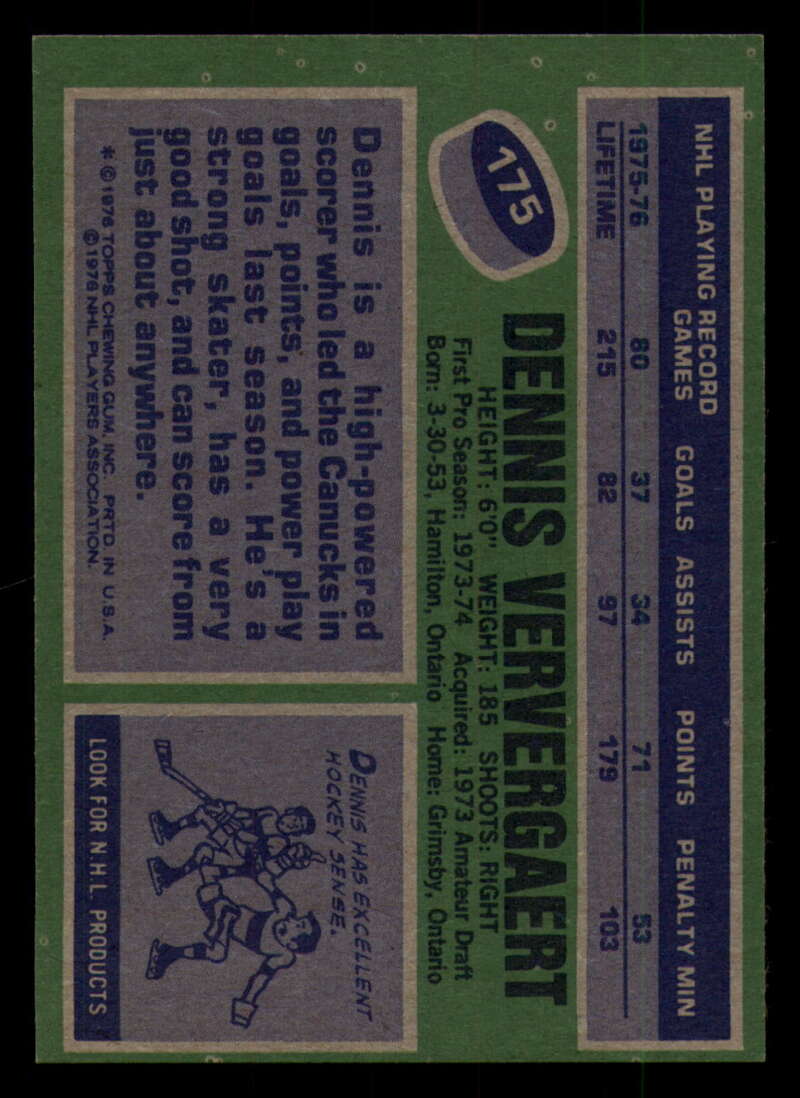 175
DENNIS VERVERGAERT
HEIGHT: 6'0" WEIGHT: 185 SHOOTS: RIGHT
First Pro Season: 1973-74 Acquired: 1973 Amateur Draft
Born: 3-30-53, Hamilton, Ontario Home: Grimsby, Ontario
NHL PLAYING RECORD
GAMES GOALS ASSISTS POINTS PENALTY MIN
1975-76 80 37 34 71 53
LIFETIME 215 82 97 179 103
Dennis is a high-powered
scorer who led the Canucks in
goals, points, and power play
goals last season. He's a
strong skater, has a very
good shot, and can score from
just about anywhere.
* © 1976 TOPPS CHEWING GUM, INC. PRTD. IN U.S.A.
© 1976 NHL PLAYERS ASSOCIATION.
DENNIS HAS EXCELLENT
HOCKEY SENSE.
LOOK FOR N.H.L. PRODUCTS